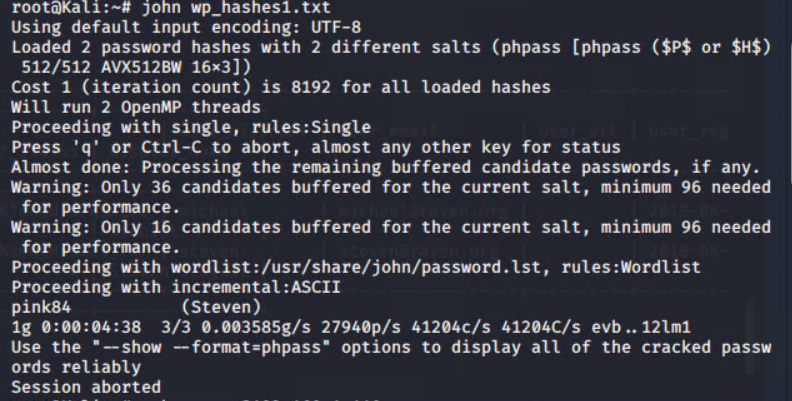 root@Kali:~# john wp_hashes1.txt
Using default input encoding: UTF-8
Loaded 2 password hashes with 2 different salts (phpass [phpass ($P$ or $H$)
 512/512 AVX512BW 16×3])
Cost 1 (iteration count) is 8192 for all loaded hashes
Will run 2 OpenMP threads
Proceeding with single, rules:Single
Press 'q' or Ctrl-C to abort, almost any other key for status
Almost done: Processing the remaining buffered candidate passwords, if any.
Warning: Only 36 candidates buffered for the current salt, minimum 96 needed
 for performance.
Warning: Only 16 candidates buffered for the current salt, minimum 96 needed
 for performance.
Proceeding with wordlist:/usr/share/john/password.lst, rules:Wordlist
Proceeding with incremental:ASCII
pink84           (Steven)
1g 0:00:04:38  3/3 0.003585g/s 27940p/s 41204c/s 41204C/s evb..12lm1
Use the "--show --format=phpass" options to display all of the cracked passw
ords reliably
Session aborted